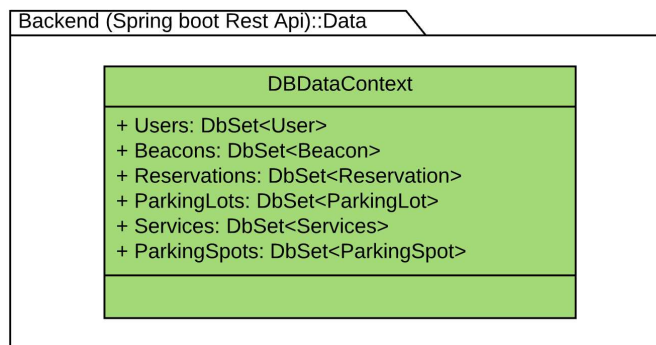 Backend (Spring boot Rest Api)::Data
DBDataContext
+ Users: DbSet<User>
+ Beacons: DbSet<Beacon>
+ Reservations: DbSet<Reservation>
+ ParkingLots: DbSet<ParkingLot>
+ Services: DbSet<Services>
+ ParkingSpots: DbSet<ParkingSpot>